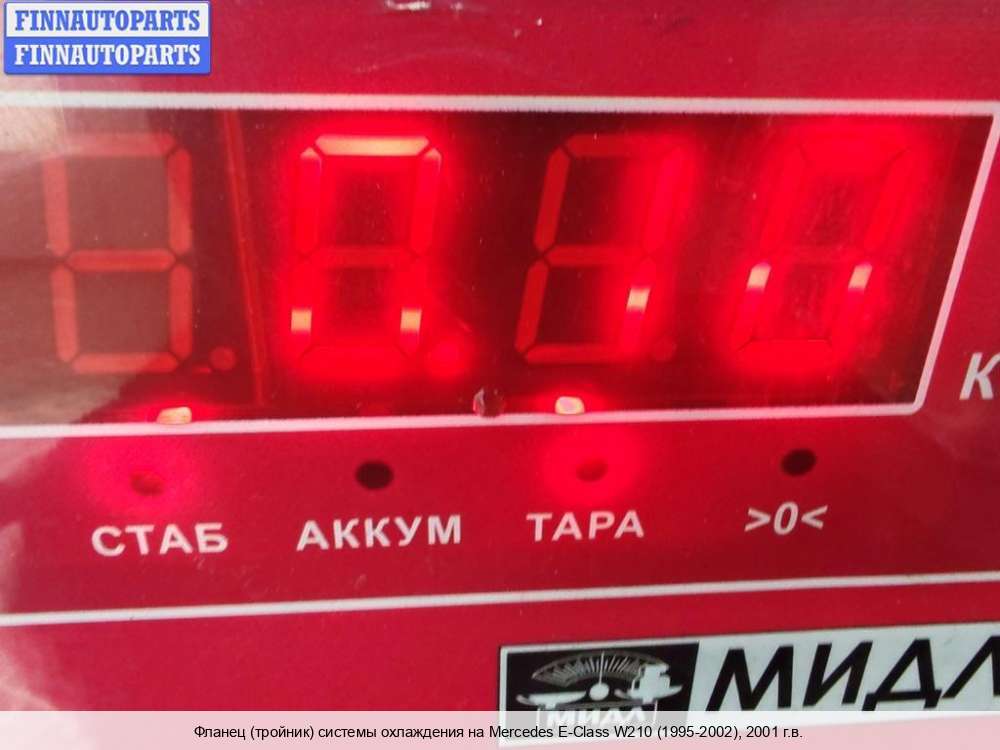 FINNAUTOPARTS
FINNAUTOPARTS
СТАБ
АККУМ
ТАРА
>0<
МИДЛ
Фланец (тройник) системы охлаждения на Mercedes E-Class W210 (1995-2002), 2001 г.в.